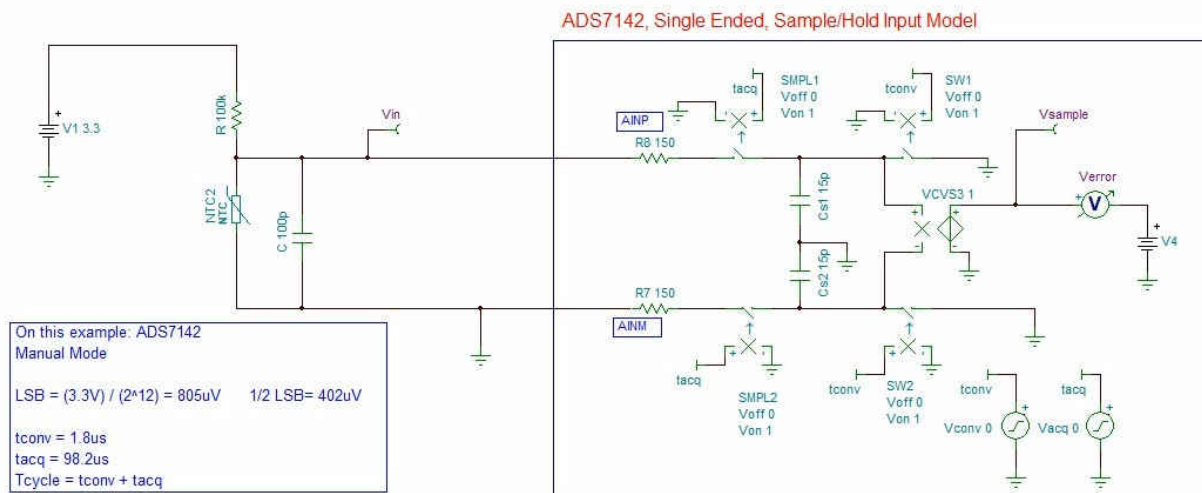 ADS7142, Single Ended, Sample/Hold Input Model
V1 3.3
R 100k
NTC2
NTC
C 100p
Vin
AINP
R8 150
tacq
SMPL1
Voff 0
Von 1
tconv
SW1
Voff 0
Von 1
Vsample
Verror
V
V4
VCVS3 1
Cs1 15p
Cs2 15p
R7 150
AINM
tacq
SMPL2
Voff 0
Von 1
tconv
SW2
Voff 0
Von 1
tconv
Vconv 0
tacq
Vacq 0
On this example: ADS7142
Manual Mode
LSB = (3.3V) / (2^12) = 805uV 1/2 LSB= 402uV
tconv = 1.8us
tacq = 98.2us
Tcycle = tconv + tacq